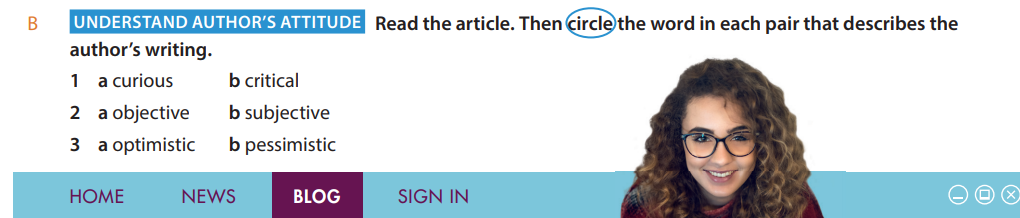 B UNDERSTAND AUTHOR'S ATTITUDE Read the article. Then circle the word in each pair that describes the
author's writing.
1 a curious b critical
2 a objective b subjective
3 a optimistic b pessimistic
HOME NEWS BLOG SIGN IN